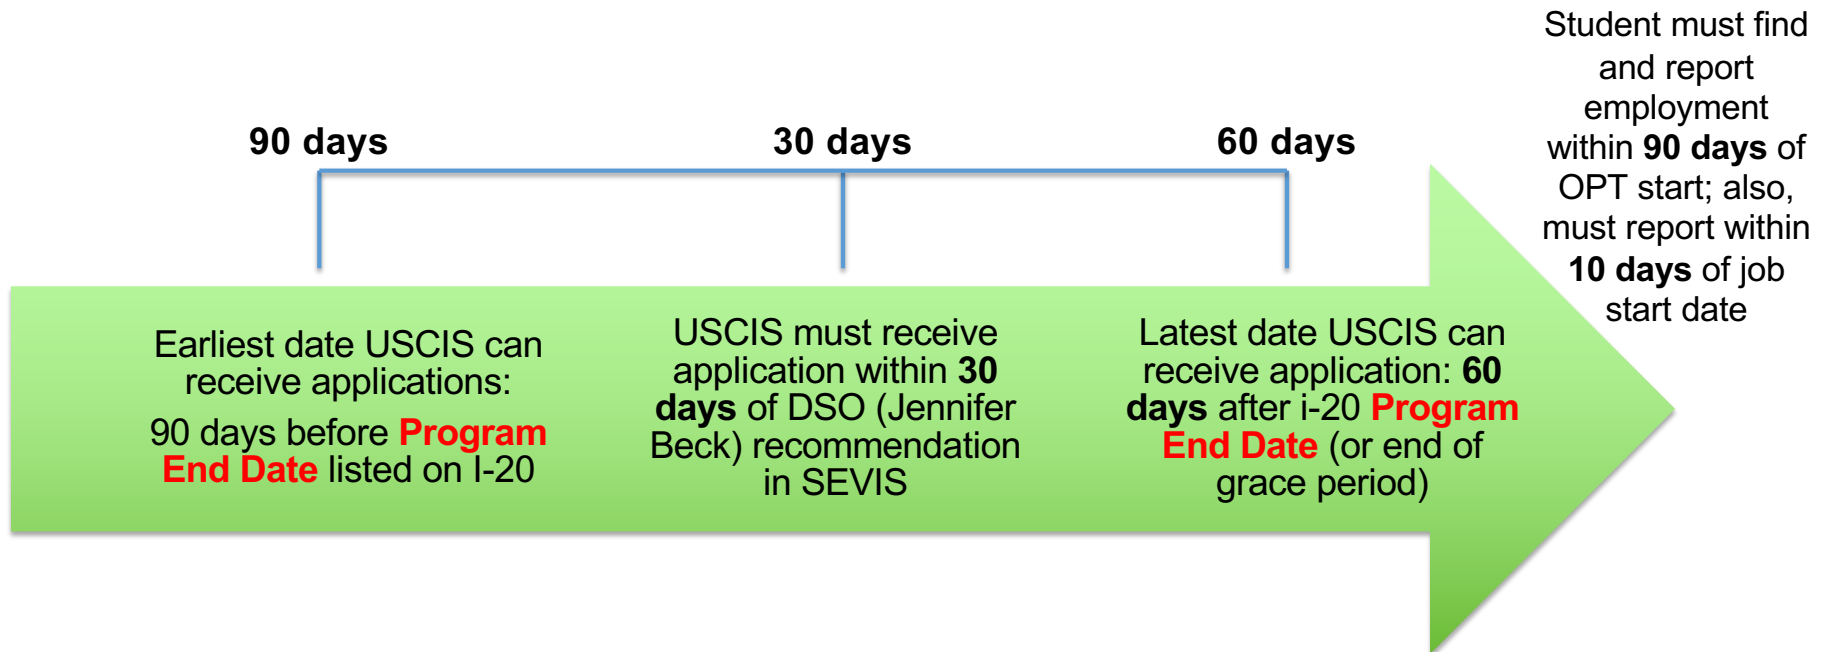 90 days
30 days
60 days
Earliest date USCIS can
receive applications:
90 days before Program
End Date listed on I-20
USCIS must receive
application within 30
days of DSO (Jennifer
Beck) recommendation
in SEVIS
Latest date USCIS can
receive application: 60
days after i-20 Program
End Date (or end of
grace period)
Student must find
and report
employment
within 90 days of
OPT start; also,
must report within
10 days of job
start date